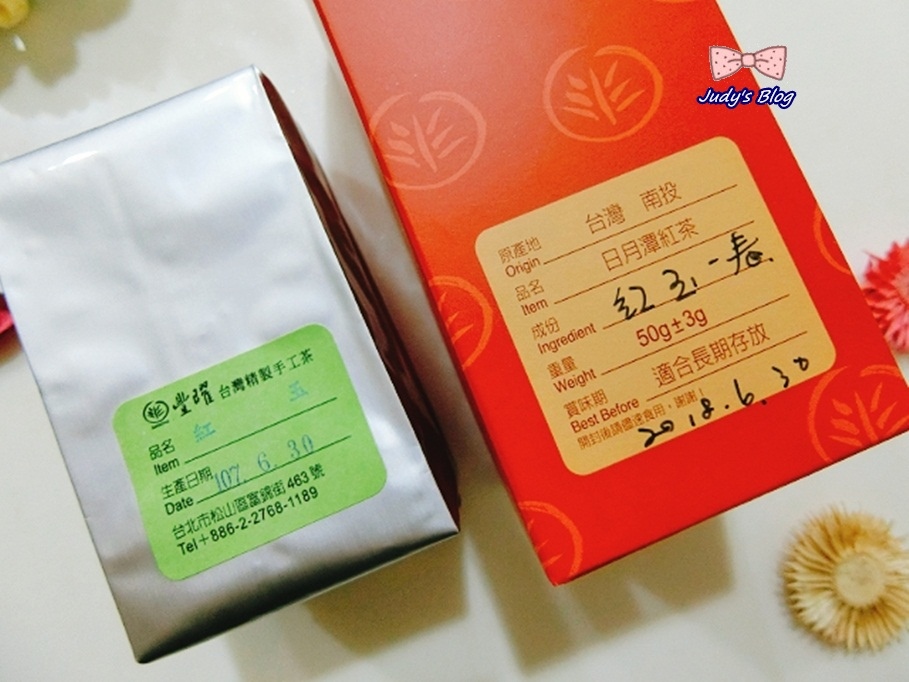 Judy's Blog
原產地 台灣 南投
Origin
品名 日月潭紅茶
Item
成份 紅玉-春
Ingredient
重量 50g±3g
Weight
賞味期 適合長期存放
Best Before
開封後請儘速食用，謝謝！
2018.6.30
豐曜 台灣精製手工茶
品名 紅 玉
Item
生產日期 107.6.30
Date
台北市松山區富錦街463號
Tel+886-2-2768-1189